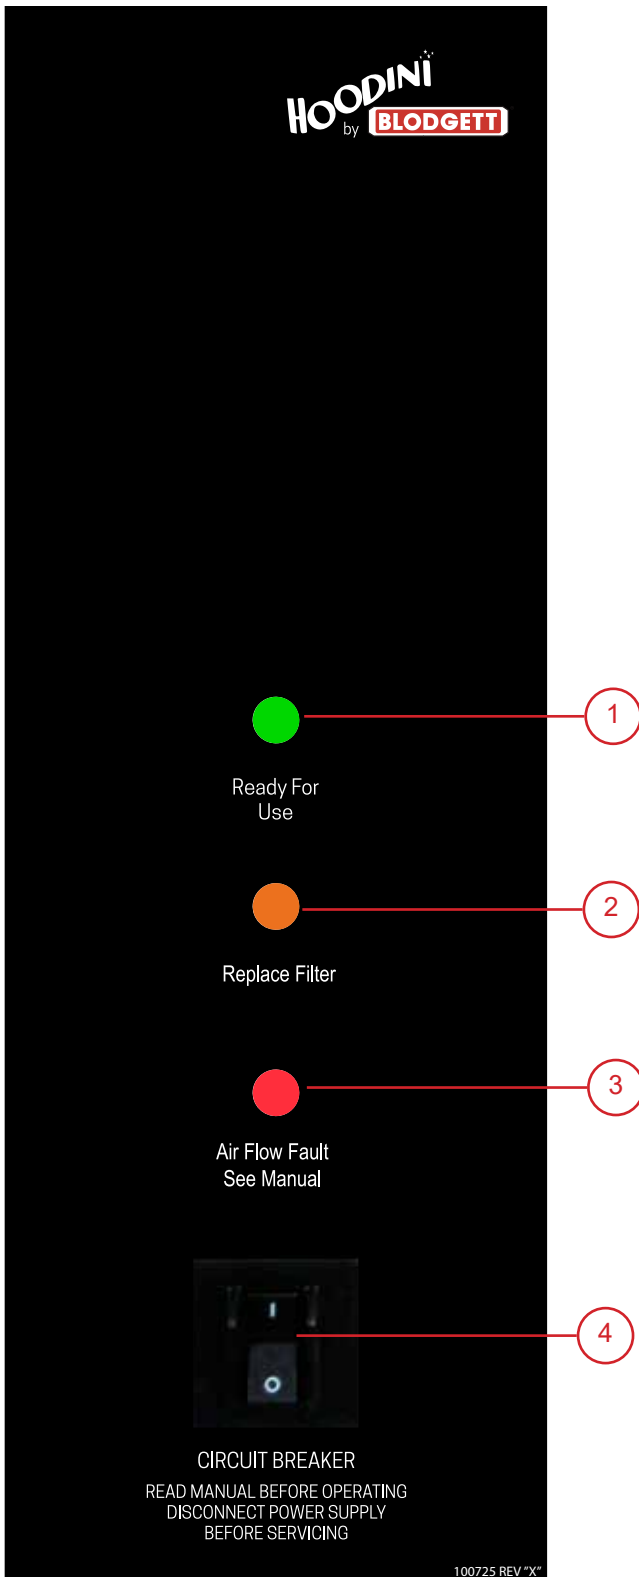 HOODINI
by BLODGETT
1
Ready For
Use
2
Replace Filter
3
Air Flow Fault
See Manual
I
4
O
CIRCUIT BREAKER
READ MANUAL BEFORE OPERATING
DISCONNECT POWER SUPPLY
BEFORE SERVICING
100725 REV "X"